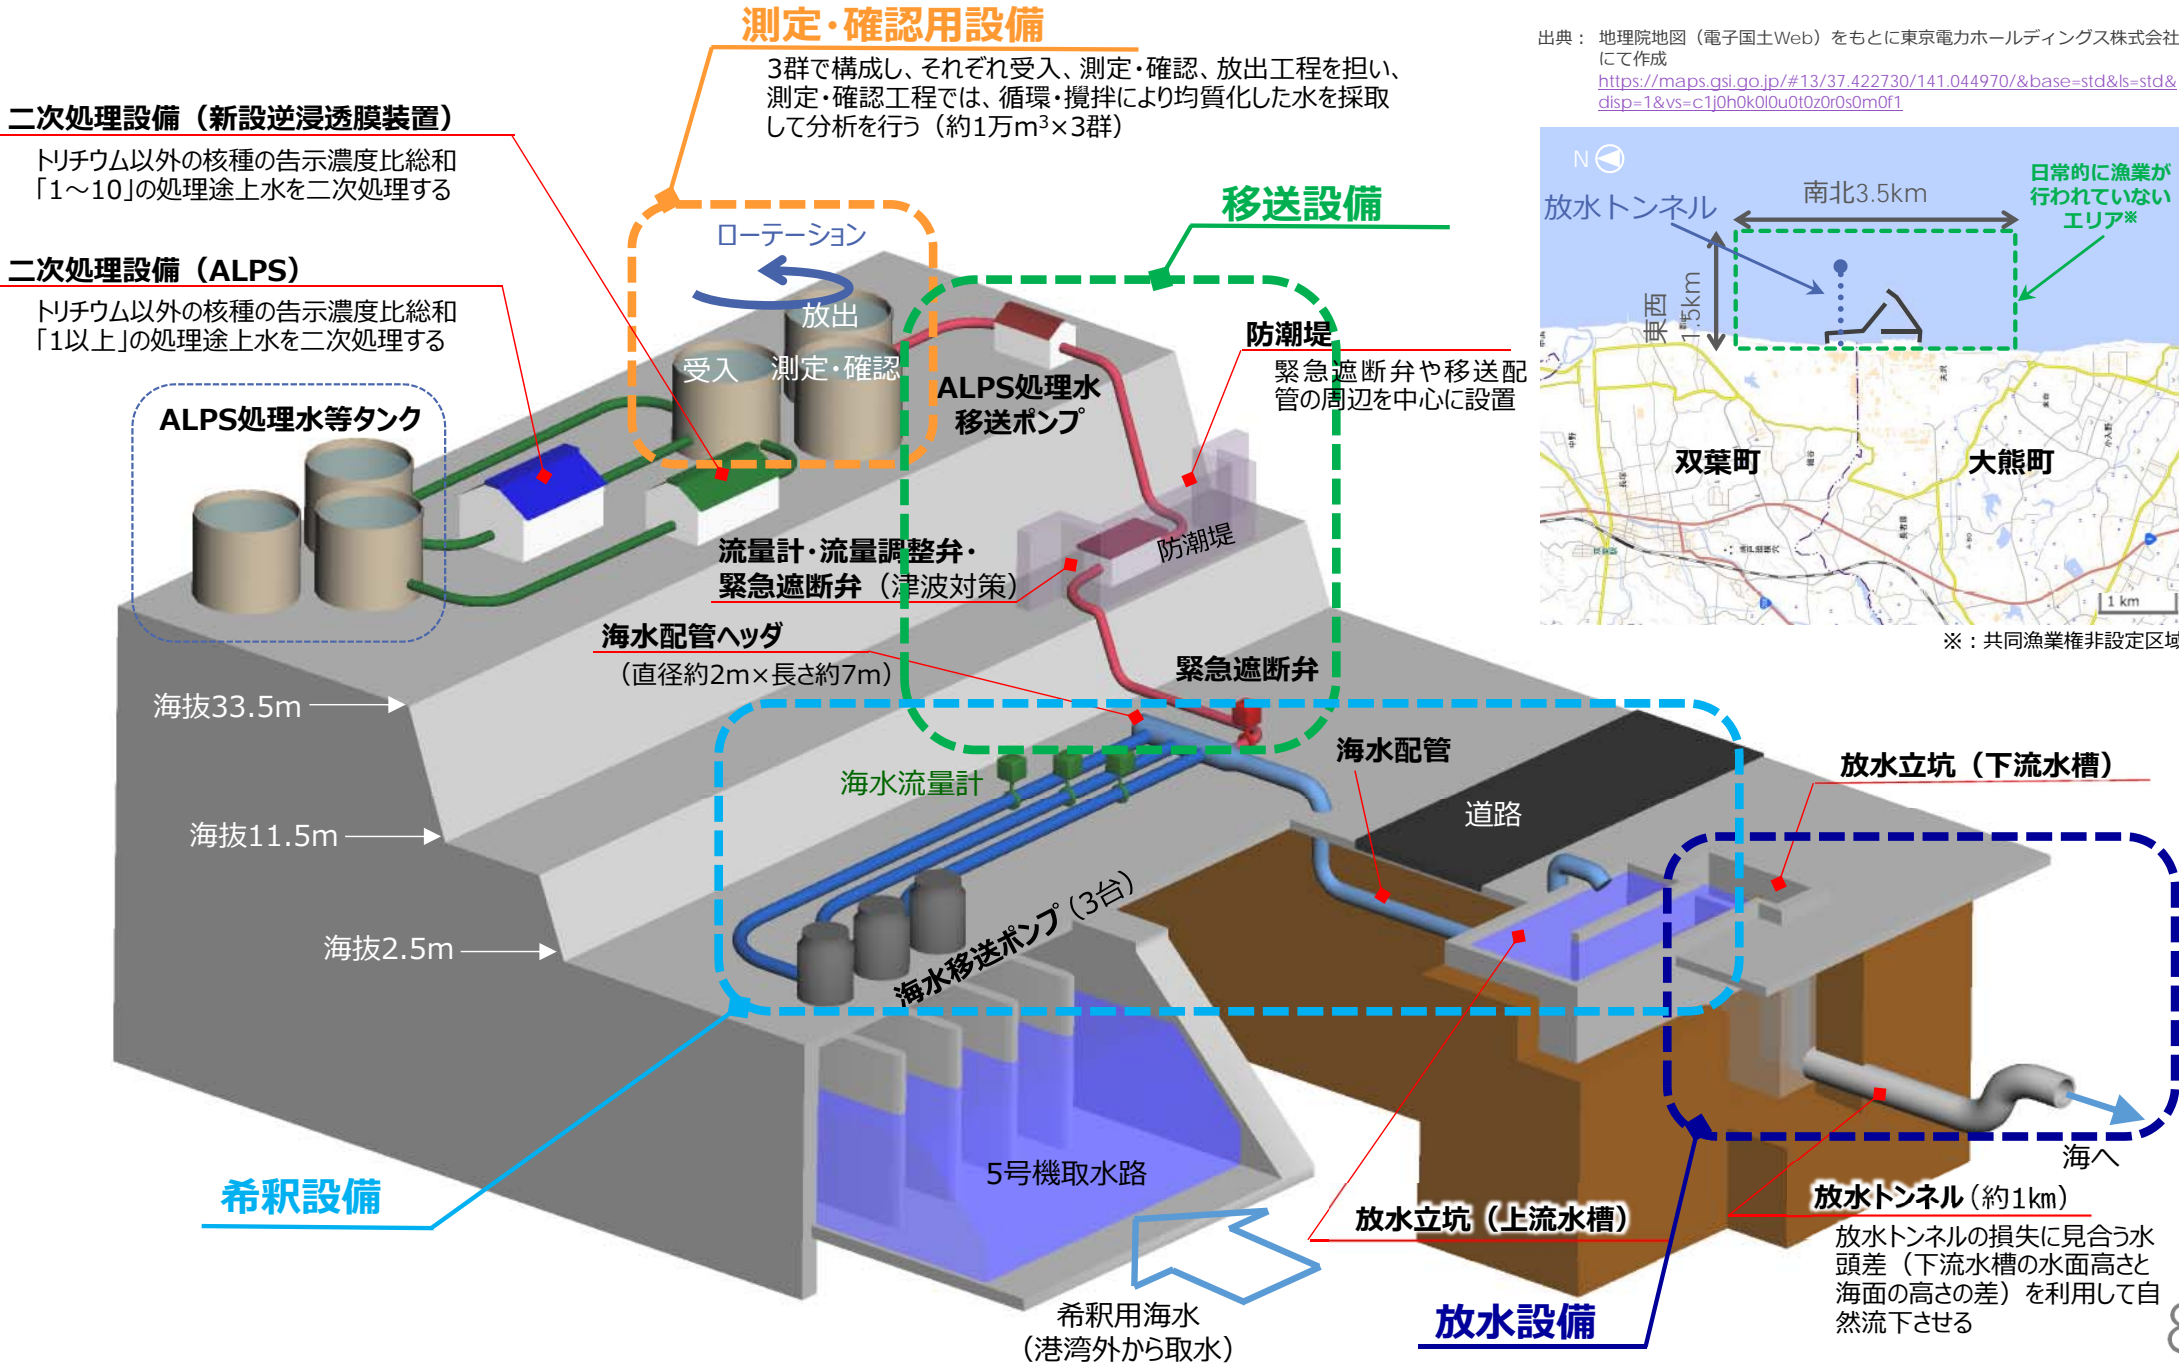 測定・確認用設備
3群で構成し、それぞれ受入、測定・確認、放出工程を担い、
測定・確認工程では、循環・攪拌により均質化した水を採取
して分析を行う（約1万m³×3群）
出典： 地理院地図（電子国土Web）をもとに東京電力ホールディングス株式会社
にて作成
https://maps.gsi.go.jp/#13/37.422730/141.044970/&base=std&ls=std&
disp=1&vs=c1j0h0k0l0u0t0z0r0s0m0f1
二次処理設備（新設逆浸透膜装置）
トリチウム以外の核種の告示濃度比総和
「1～10」の処理途上水を二次処理する
二次処理設備（ALPS）
トリチウム以外の核種の告示濃度比総和
「1以上」の処理途上水を二次処理する
ALPS処理水等タンク
ローテーション
放出
受入
測定・確認
移送設備
ALPS処理水
移送ポンプ
防潮堤
緊急遮断弁や移送配
管の周辺を中心に設置
N
放水トンネル
南北3.5km
東西
1.5km
日常的に漁業が
行われていない
エリア※
双葉町
大熊町
1 km
※：共同漁業権非設定区域
防潮堤
流量計・流量調整弁・
緊急遮断弁（津波対策）
海水配管ヘッダ
（直径約2m×長さ約7m）
緊急遮断弁
海抜33.5m
海抜11.5m
海抜2.5m
海水流量計
海水配管
道路
放水立坑（下流水槽）
海水移送ポンプ（3台）
5号機取水路
希釈設備
希釈用海水
（港湾外から取水）
放水立坑（上流水槽）
放水設備
海へ
放水トンネル（約1km）
放水トンネルの損失に見合う水
頭差（下流水槽の水面高さと
海面の高さの差）を利用して自
然流下させる
8